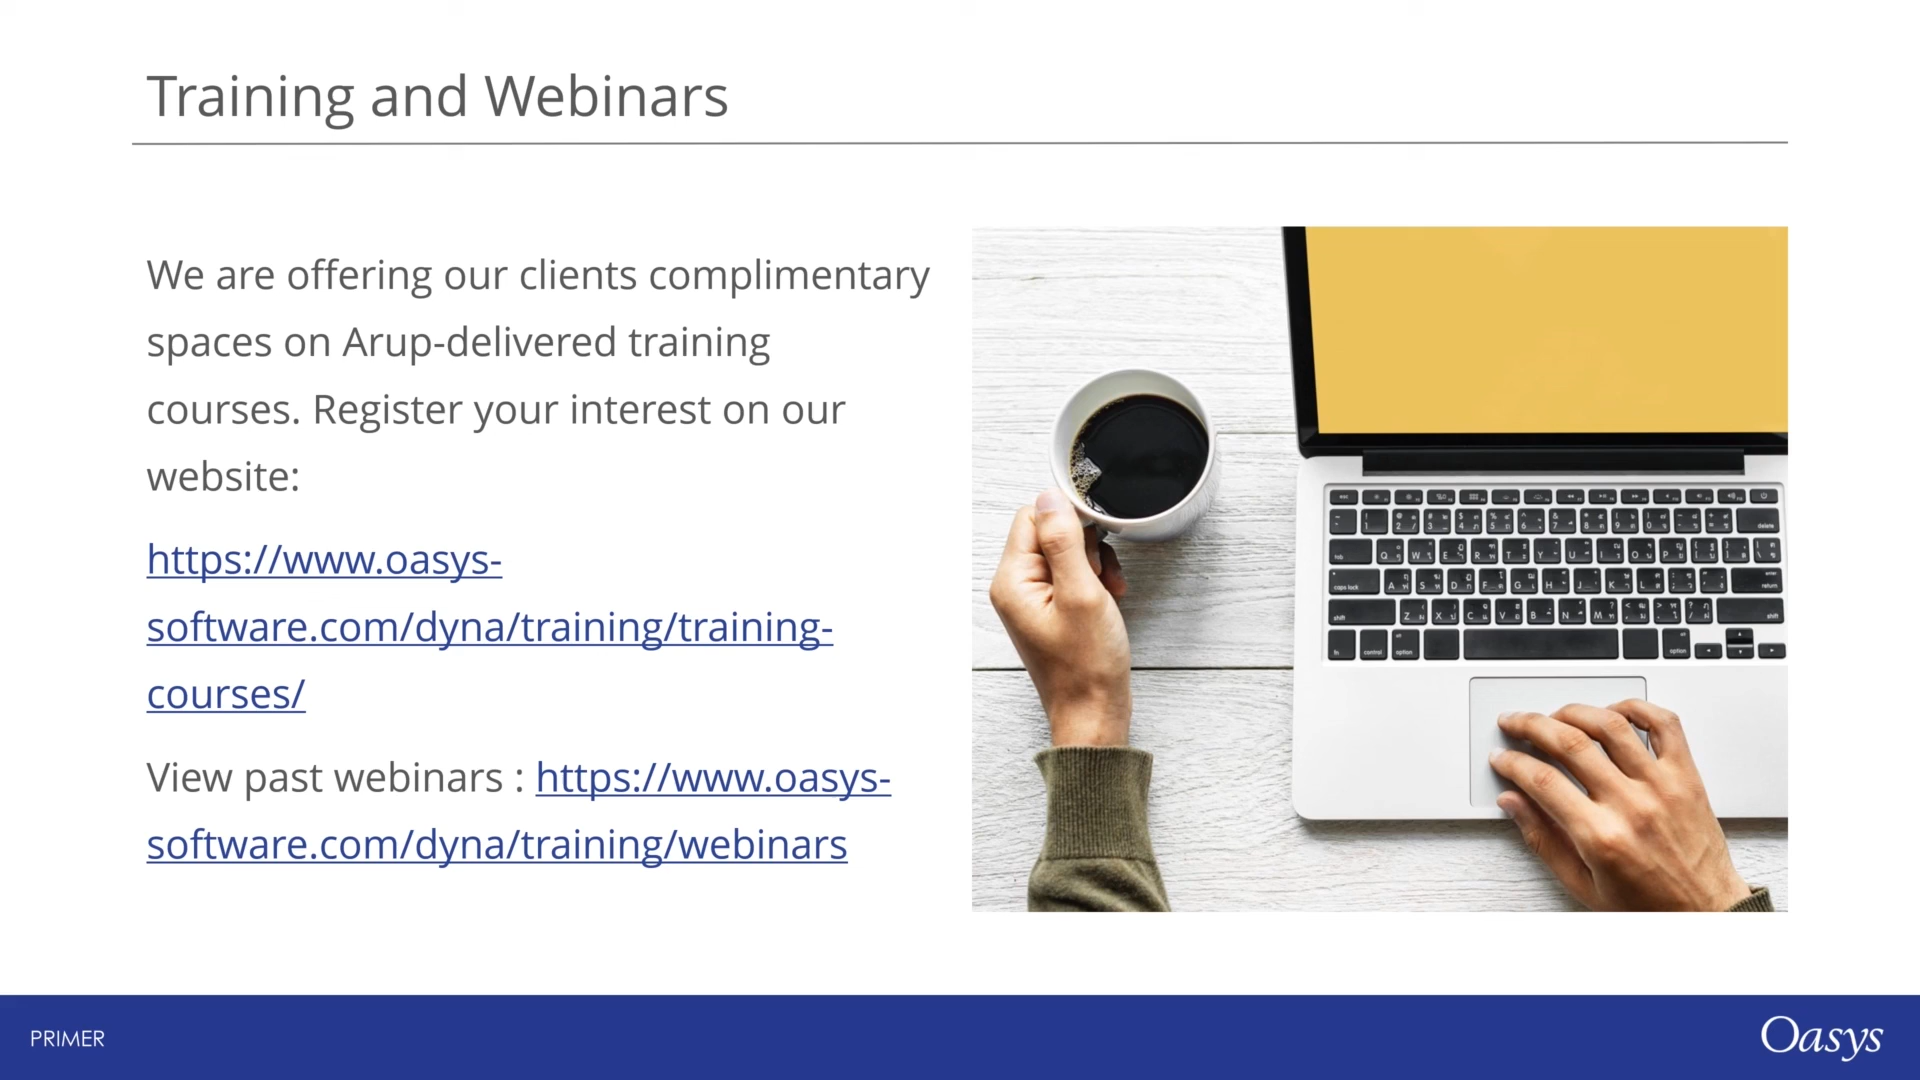 Training and Webinars
We are offering our clients complimentary
spaces on Arup-delivered training
courses. Register your interest on our
website:
https://www.oasys-
software.com/dyna/training/training-
courses/
View past webinars : https://www.oasys-
software.com/dyna/training/webinars
PRIMER
Oasys